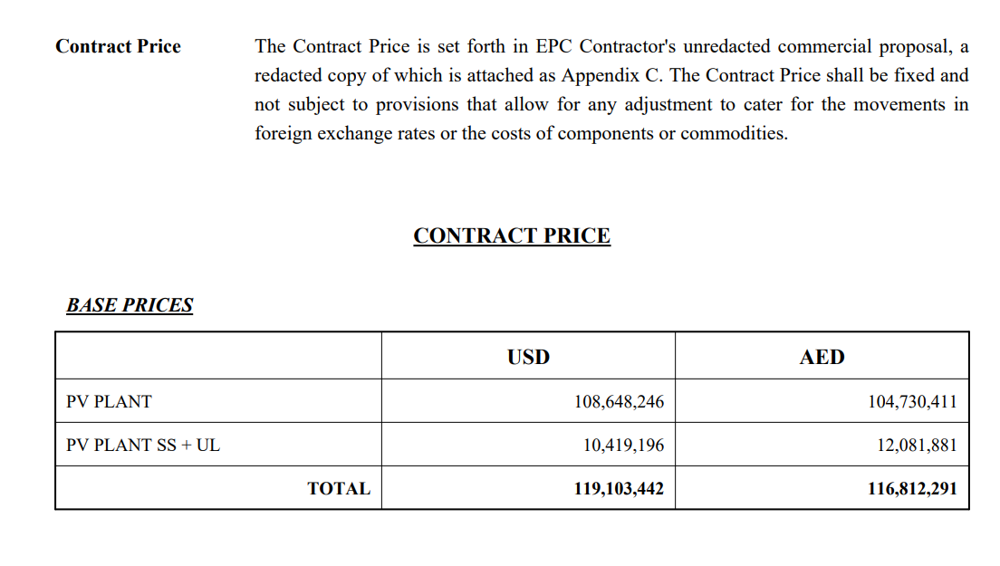 Contract Price The Contract Price is set forth in EPC Contractor's unredacted commercial proposal, a
redacted copy of which is attached as Appendix C. The Contract Price shall be fixed and
not subject to provisions that allow for any adjustment to cater for the movements in
foreign exchange rates or the costs of components or commodities.
CONTRACT PRICE
BASE PRICES
USD AED
PV PLANT 108,648,246 104,730,411
PV PLANT SS + UL 10,419,196 12,081,881
TOTAL 119,103,442 116,812,291